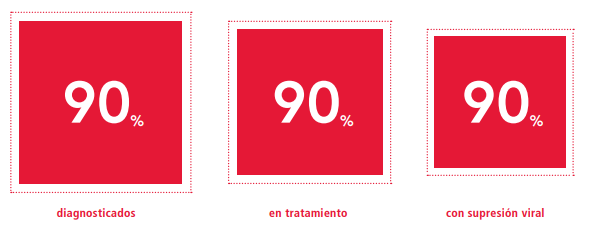 90%
90%
90%
diagnosticados
en tratamiento
con supresión viral